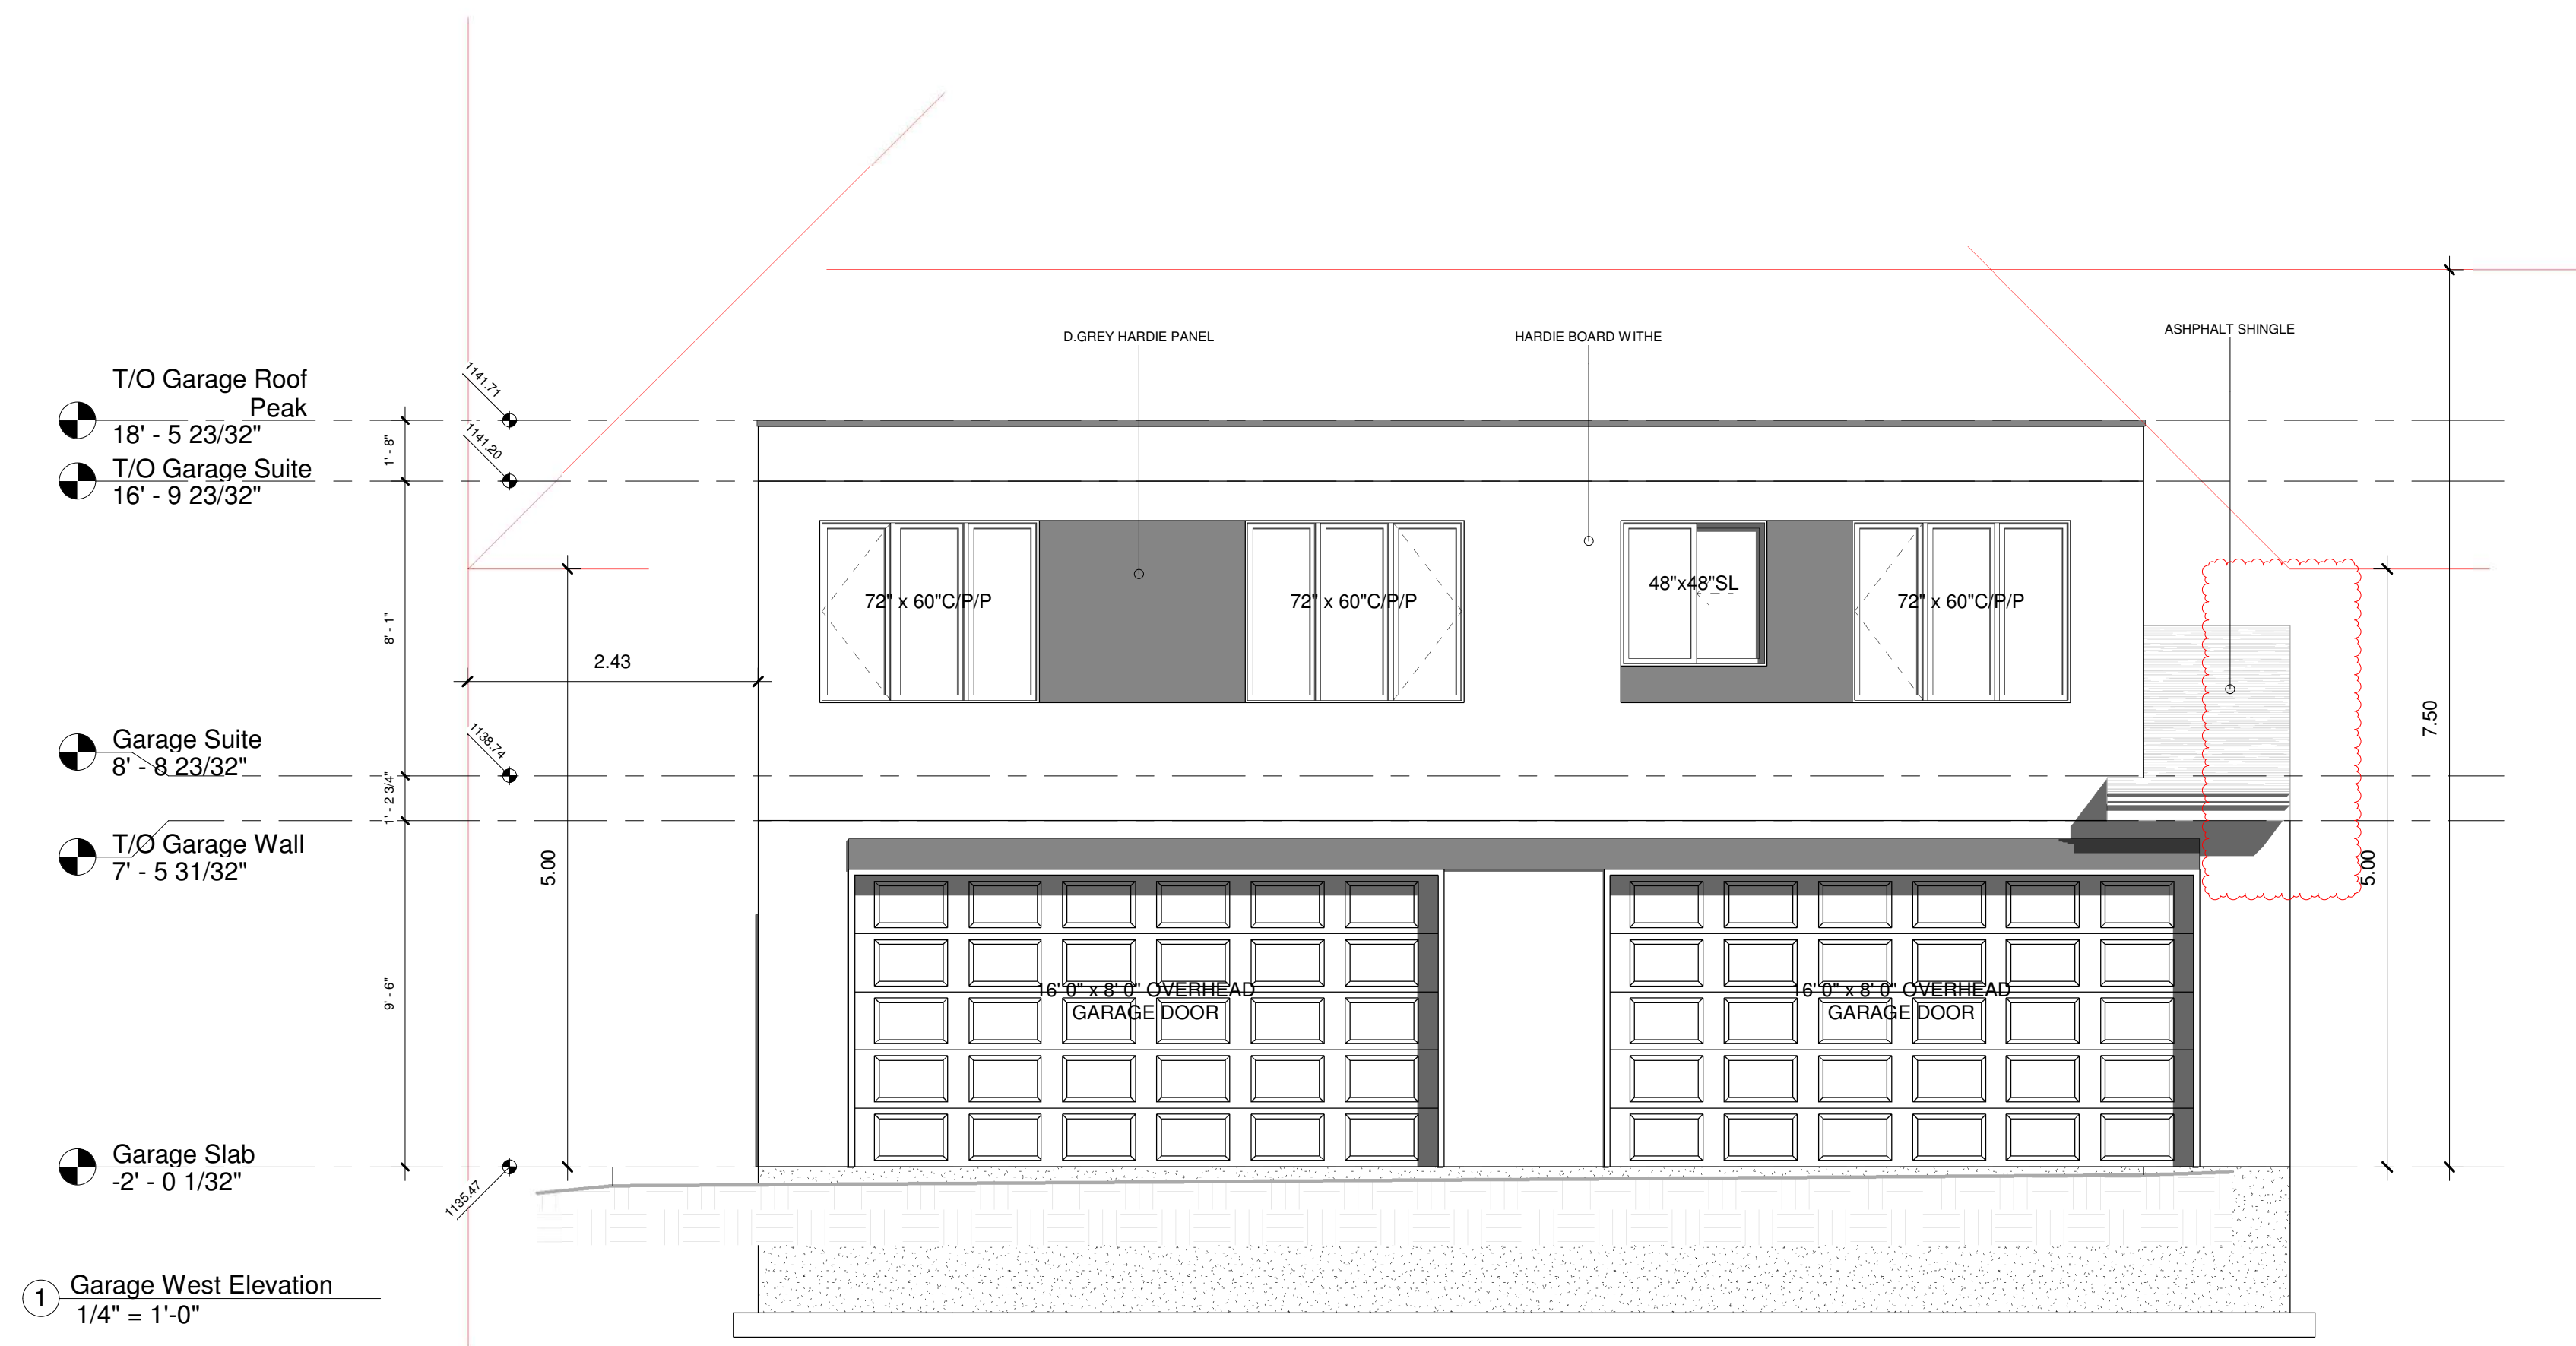 D.GREY HARDIE PANEL
HARDIE BOARD WITHE
ASHPHALT SHINGLE
T/O Garage Roof
Peak
18' - 5 23/32"
T/O Garage Suite
16' - 9 23/32"
1141.71
1141.20
1' - 8"
8' - 1"
72" x 60"C/P/P
72" x 60"C/P/P
48"x48"SL
72" x 60"C/P/P
2.43
7.50
Garage Suite
8' - 8 23/32"
1138.74
1' - 2 3/4"
T/O Garage Wall
7' - 5 31/32"
5.00
5.00
9' - 6"
16' 0" x 8' 0" OVERHEAD
GARAGE DOOR
16' 0" x 8' 0" OVERHEAD
GARAGE DOOR
Garage Slab
-2' - 0 1/32"
1135.47
1
Garage West Elevation
1/4" = 1'-0"